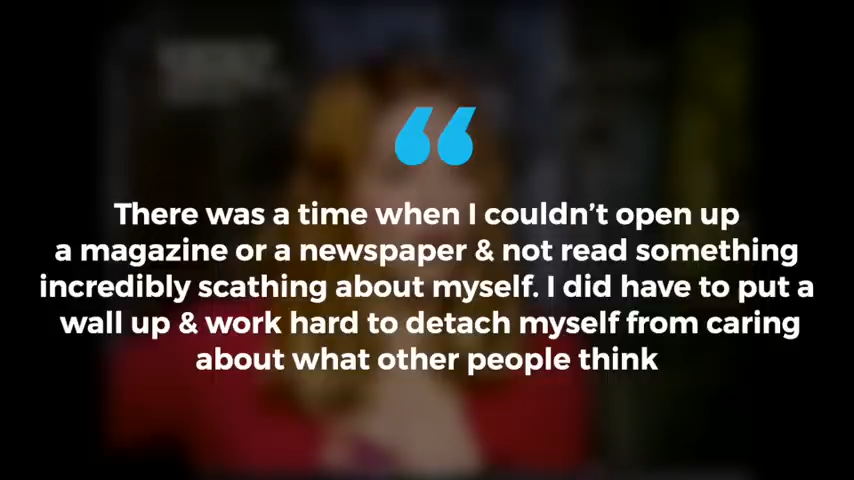 “
There was a time when I couldn’t open up
a magazine or a newspaper & not read something
incredibly scathing about myself. I did have to put a
wall up & work hard to detach myself from caring
about what other people think